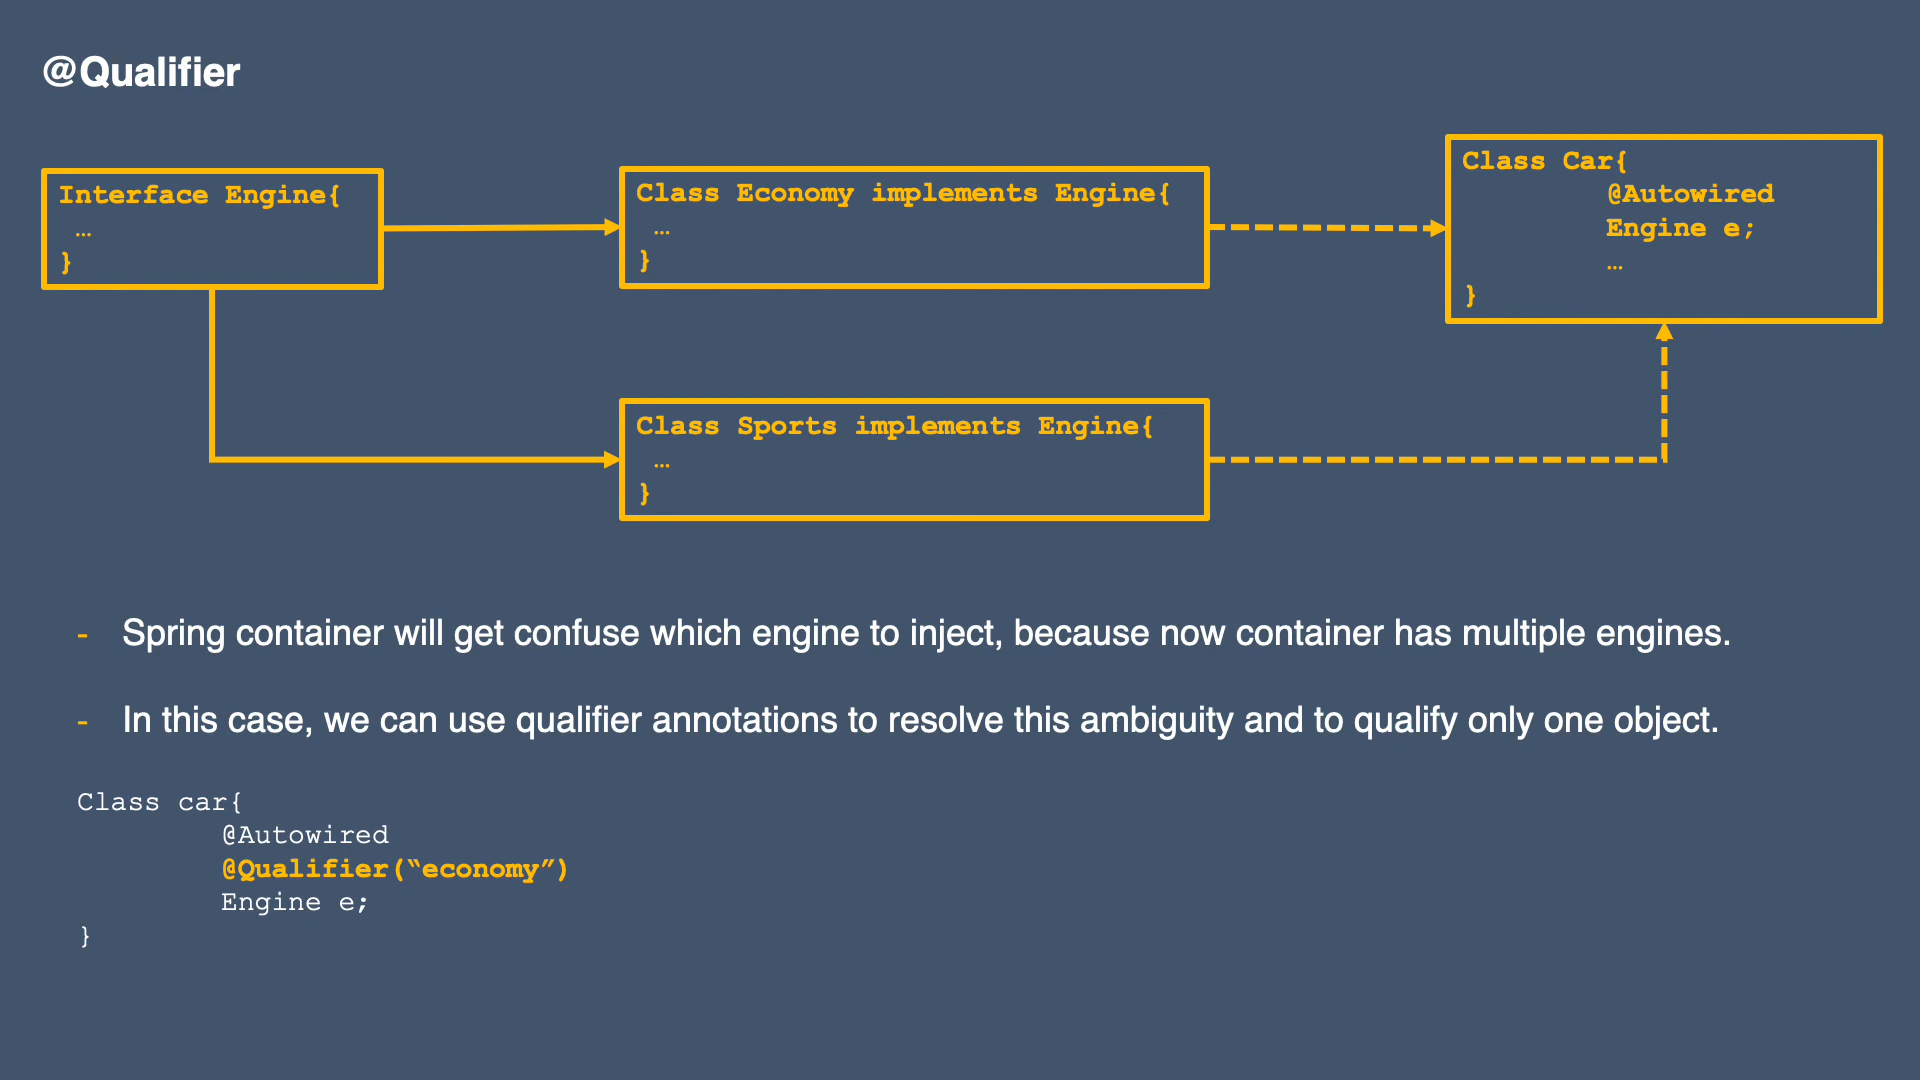 @Qualifier
Interface Engine{
…
}
Class Economy implements Engine{
…
}
Class Car{
@Autowired
Engine e;
…
}
Class Sports implements Engine{
…
}
- Spring container will get confuse which engine to inject, because now container has multiple engines.
- In this case, we can use qualifier annotations to resolve this ambiguity and to qualify only one object.
Class car{
@Autowired
@Qualifier(“economy”)
Engine e;
}